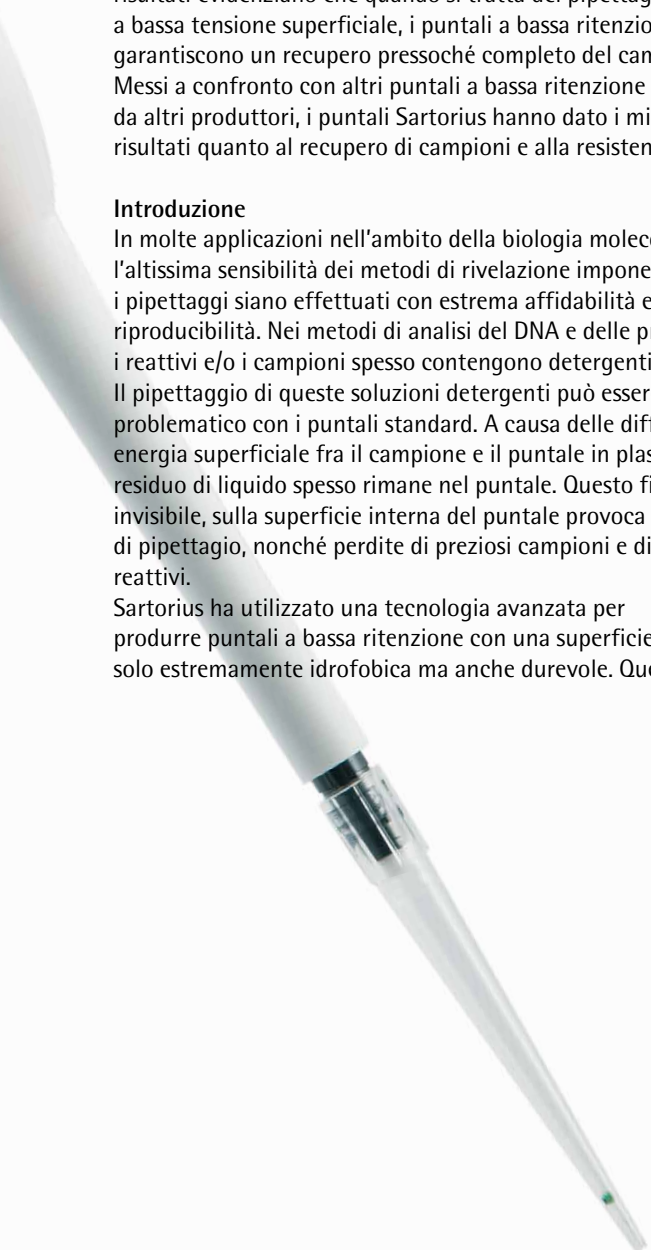 risultati evidenziano che quando si tratta del pipettag
a bassa tensione superficiale, i puntali a bassa ritenzio
garantiscono un recupero pressoché completo del cam
Messi a confronto con altri puntali a bassa ritenzione
da altri produttori, i puntali Sartorius hanno dato i mi
risultati quanto al recupero di campioni e alla resisten
Introduzione
In molte applicazioni nell'ambito della biologia molec
l'altissima sensibilità dei metodi di rivelazione impone
i pipettaggi siano effettuati con estrema affidabilità e
riproducibilità. Nei metodi di analisi del DNA e delle p
i reattivi e/o i campioni spesso contengono detergenti
Il pipettaggio di queste soluzioni detergenti può esser
problematico con i puntali standard. A causa delle diff
energia superficiale fra il campione e il puntale in plas
residuo di liquido spesso rimane nel puntale. Questo fi
invisibile, sulla superficie interna del puntale provoca
di pipettagio, nonché perdite di preziosi campioni e di
reattivi.
Sartorius ha utilizzato una tecnologia avanzata per
produrre puntali a bassa ritenzione con una superficie
solo estremamente idrofobica ma anche durevole. Que